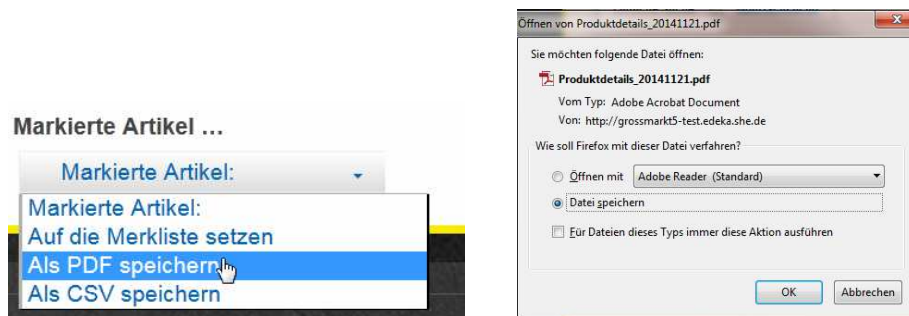 Markierte Artikel ...
Markierte Artikel:
Markierte Artikel:
Auf die Merkliste setzen
Als PDF speichern
Als CSV speichern
Öffnen von Produktdetails_20141121.pdf
Sie möchten folgende Datei öffnen:
Produktdetails_20141121.pdf
Vom Typ: Adobe Acrobat Document
Von: http://grossmarkt5-test.edeka.she.de
Wie soll Firefox mit dieser Datei verfahren?
Öffnen mit Adobe Reader (Standard)
Datei speichern
Für Dateien dieses Typs immer diese Aktion ausführen
OK Abbrechen